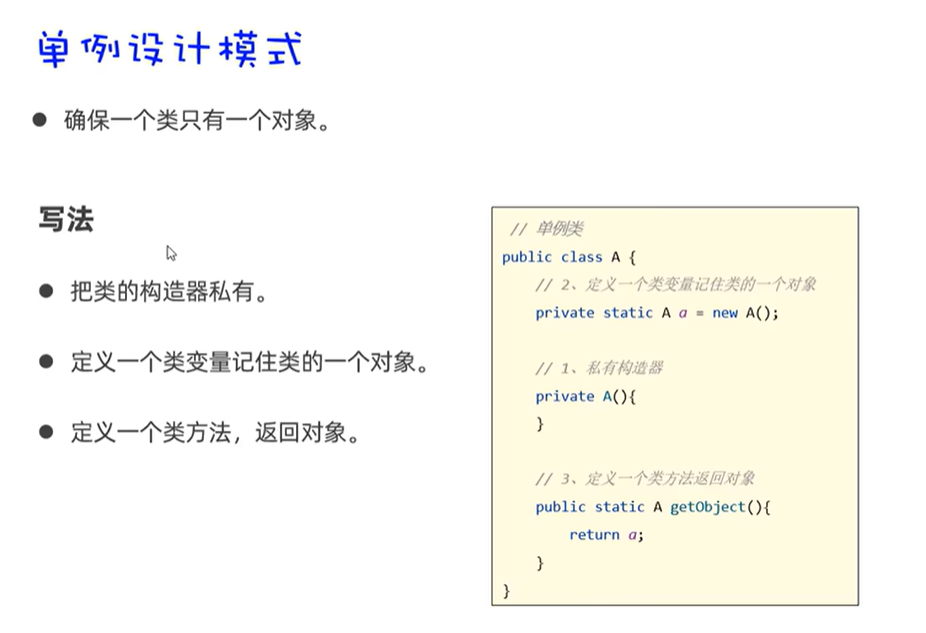 单例设计模式
● 确保一个类只有一个对象。
写法
● 把类的构造器私有。
● 定义一个类变量记住类的一个对象。
● 定义一个类方法，返回对象。
// 单例类
public class A {
    // 2、定义一个类变量记住类的一个对象
    private static A a = new A();
    // 1、私有构造器
    private A(){
    }
    // 3、定义一个类方法返回对象
    public static A getObject(){
        return a;
    }
}